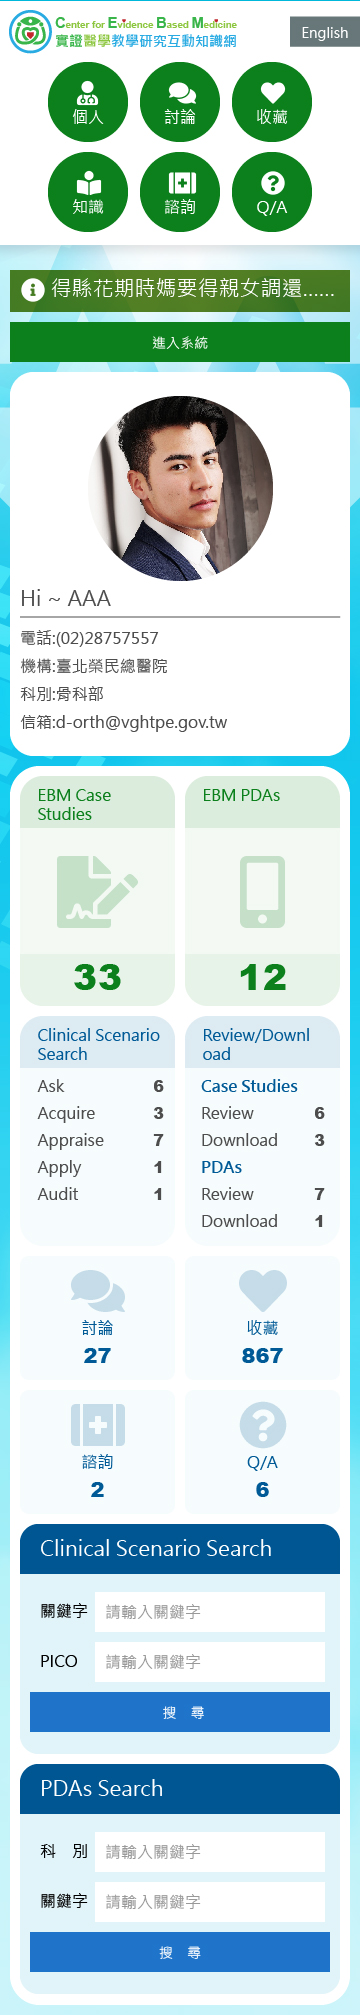 Center for Evidence Based Medicine
實證醫學教學研究互動知識網
English
個人
討論
收藏
知識
諮詢
Q/A
得縣花期時媽要得親女調還......
進入系統
Hi ~ AAA
電話:(02)28757557
機構:臺北榮民總醫院
科別:骨科部
信箱:d-orth@vghtpe.gov.tw
EBM Case
Studies
33
EBM PDAs
12
Clinical Scenario
Search
Ask 6
Acquire 3
Appraise 7
Apply 1
Audit 1
Review/Downl
oad
Case Studies
Review 6
Download 3
PDAs
Review 7
Download 1
討論
27
收藏
867
諮詢
2
Q/A
6
Clinical Scenario Search
關鍵字 請輸入關鍵字
PICO 請輸入關鍵字
搜 尋
PDAs Search
科 別 請輸入關鍵字
關鍵字 請輸入關鍵字
搜 尋